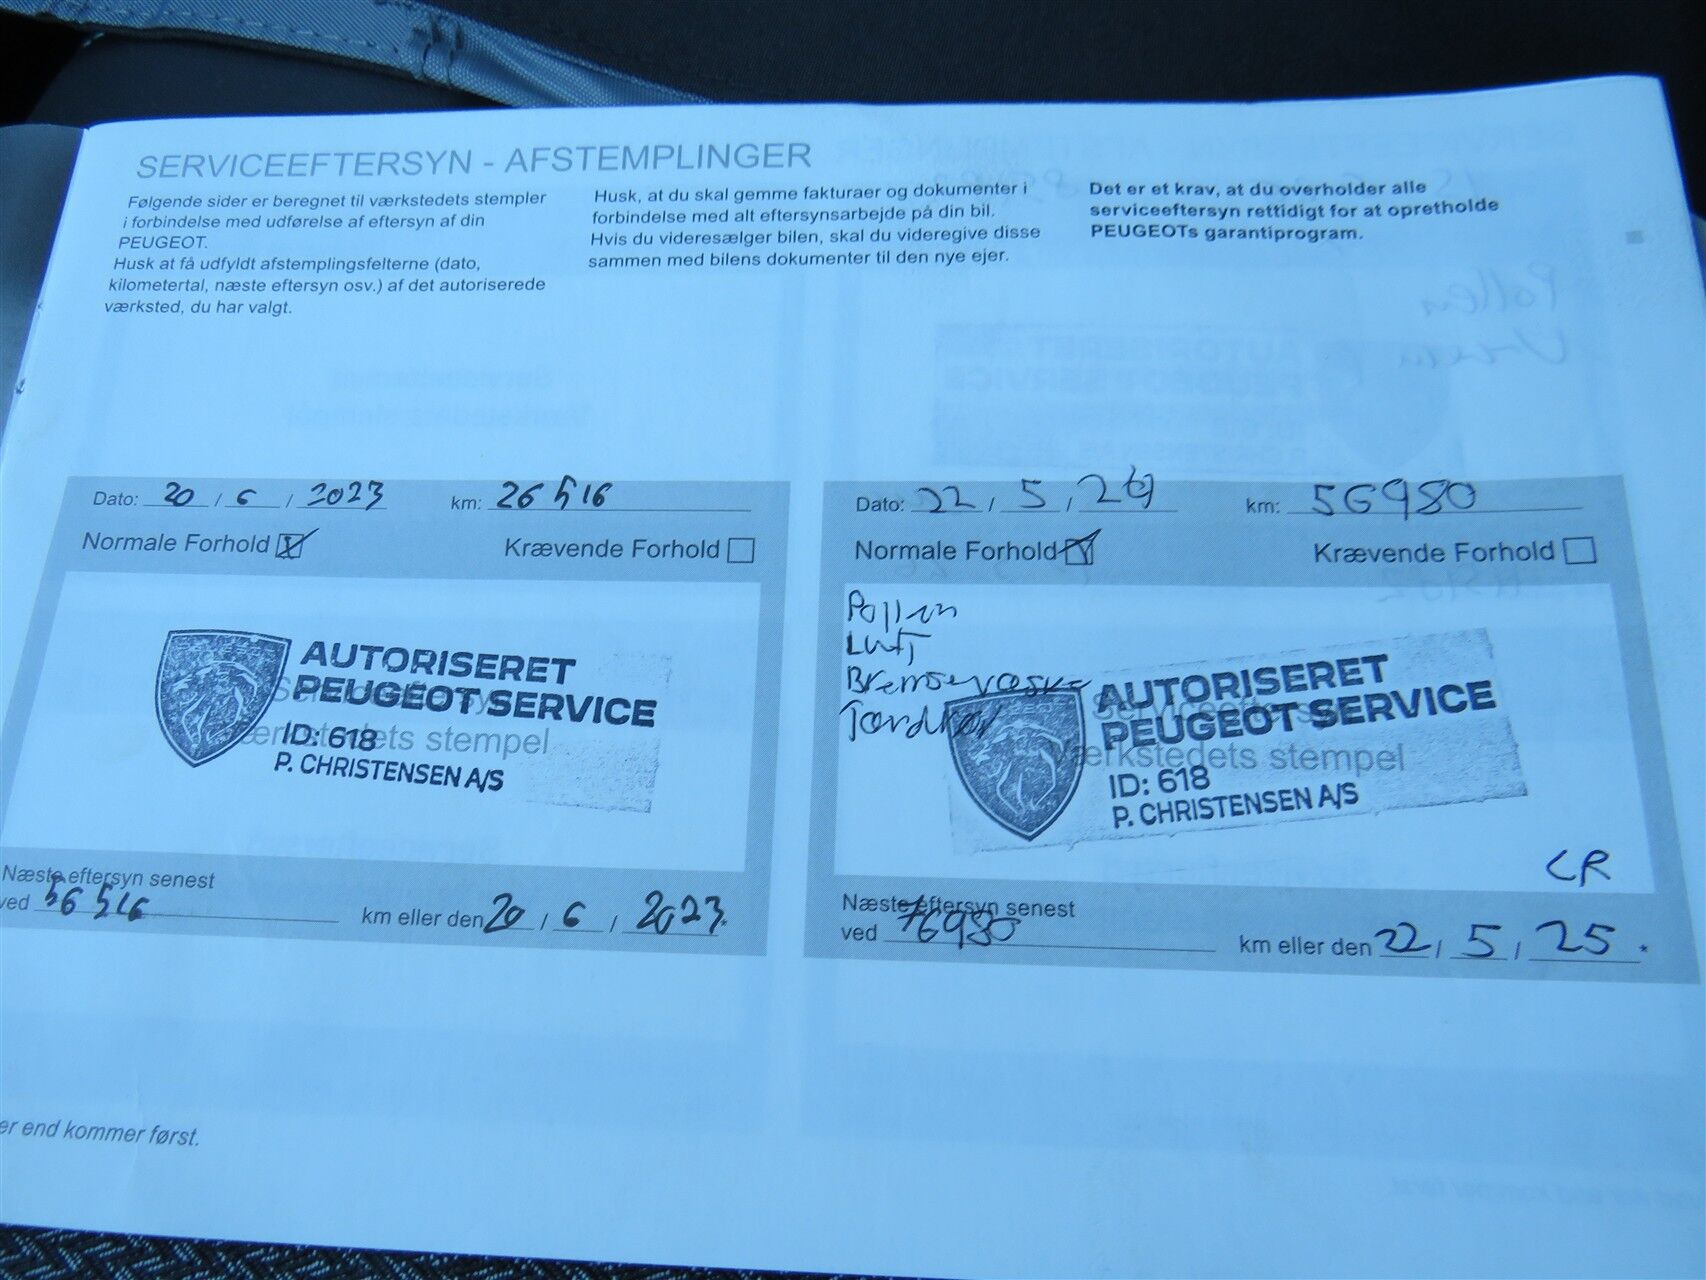 SERVICEEFTERSYN - AFSTEMPLINGER
Følgende sider er beregnet til værkstedets stempler
i forbindelse med udførelse af eftersyn af din
PEUGEOT.
Husk at få udfyldt afstemplingsfelterne (dato,
kilometertal, næste eftersyn osv.) af det autoriserede
værksted, du har valgt.
Husk, at du skal gemme fakturaer og dokumenter i
forbindelse med alt eftersynsarbejde på din bil.
Hvis du videresælger bilen, skal du videregive disse
sammen med bilens dokumenter til den nye ejer.
Det er et krav, at du overholder alle
serviceeftersyn rettidigt for at opretholde
PEUGEOTs garantiprogram.
Dato: 20 / 6 / 2023 km: 26 516
Normale Forhold Krævende Forhold
AUTORISERET
PEUGEOT SERVICE
ID: 618
værkstedets stempel
P. CHRISTENSEN A/S
Næste eftersyn senest
ved 56 516 km eller den 20 / 6 / 2023 *
Dato: 22 / 5 / 24 km: 56980
Normale Forhold Krævende Forhold
Pollen
Luft
Bremsevæske
AUTORISERET
PEUGEOT SERVICE
Værkstedets stempel
ID: 618
P. CHRISTENSEN A/S
CR
Næste eftersyn senest
ved 76980 km eller den 22 / 5 / 25 *
er end kommer først.